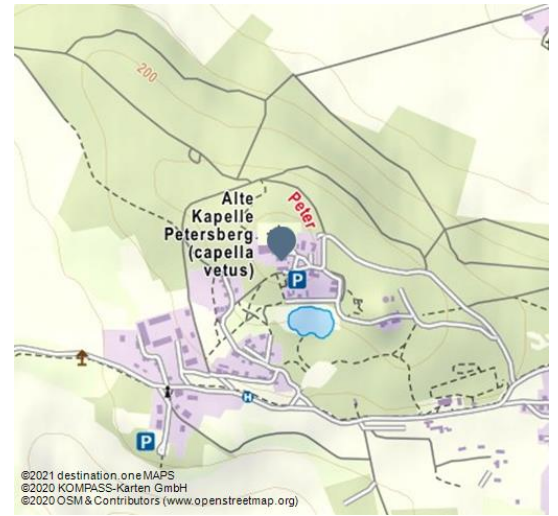 200
Alte
Kapelle
Petersberg
(capella
vetus)
Peter
P
H
P
©2021 destination.one MAPS
©2020 KOMPASS-Karten GmbH
©2020 OSM & Contributors (www.openstreetmap.org)